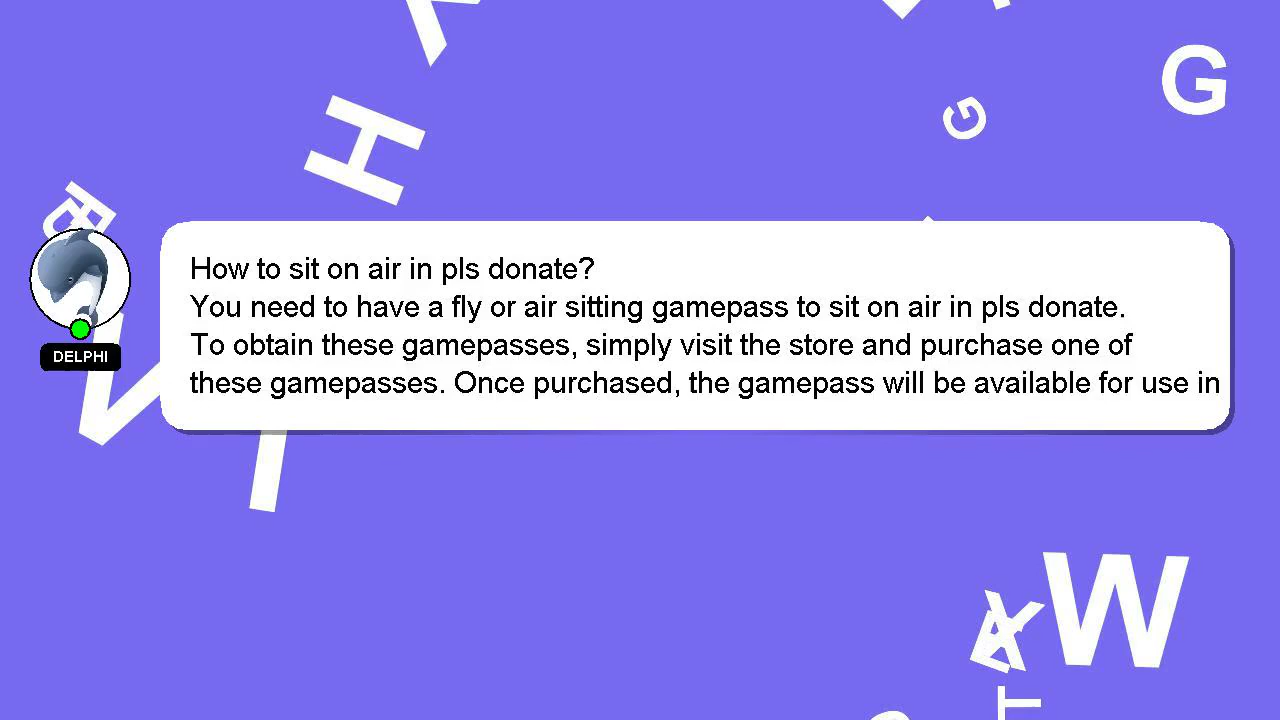 H
G
G
R
How to sit on air in pls donate?
You need to have a fly or air sitting gamepass to sit on air in pls donate.
To obtain these gamepasses, simply visit the store and purchase one of
these gamepasses. Once purchased, the gamepass will be available for use in
DELPHI
W
T